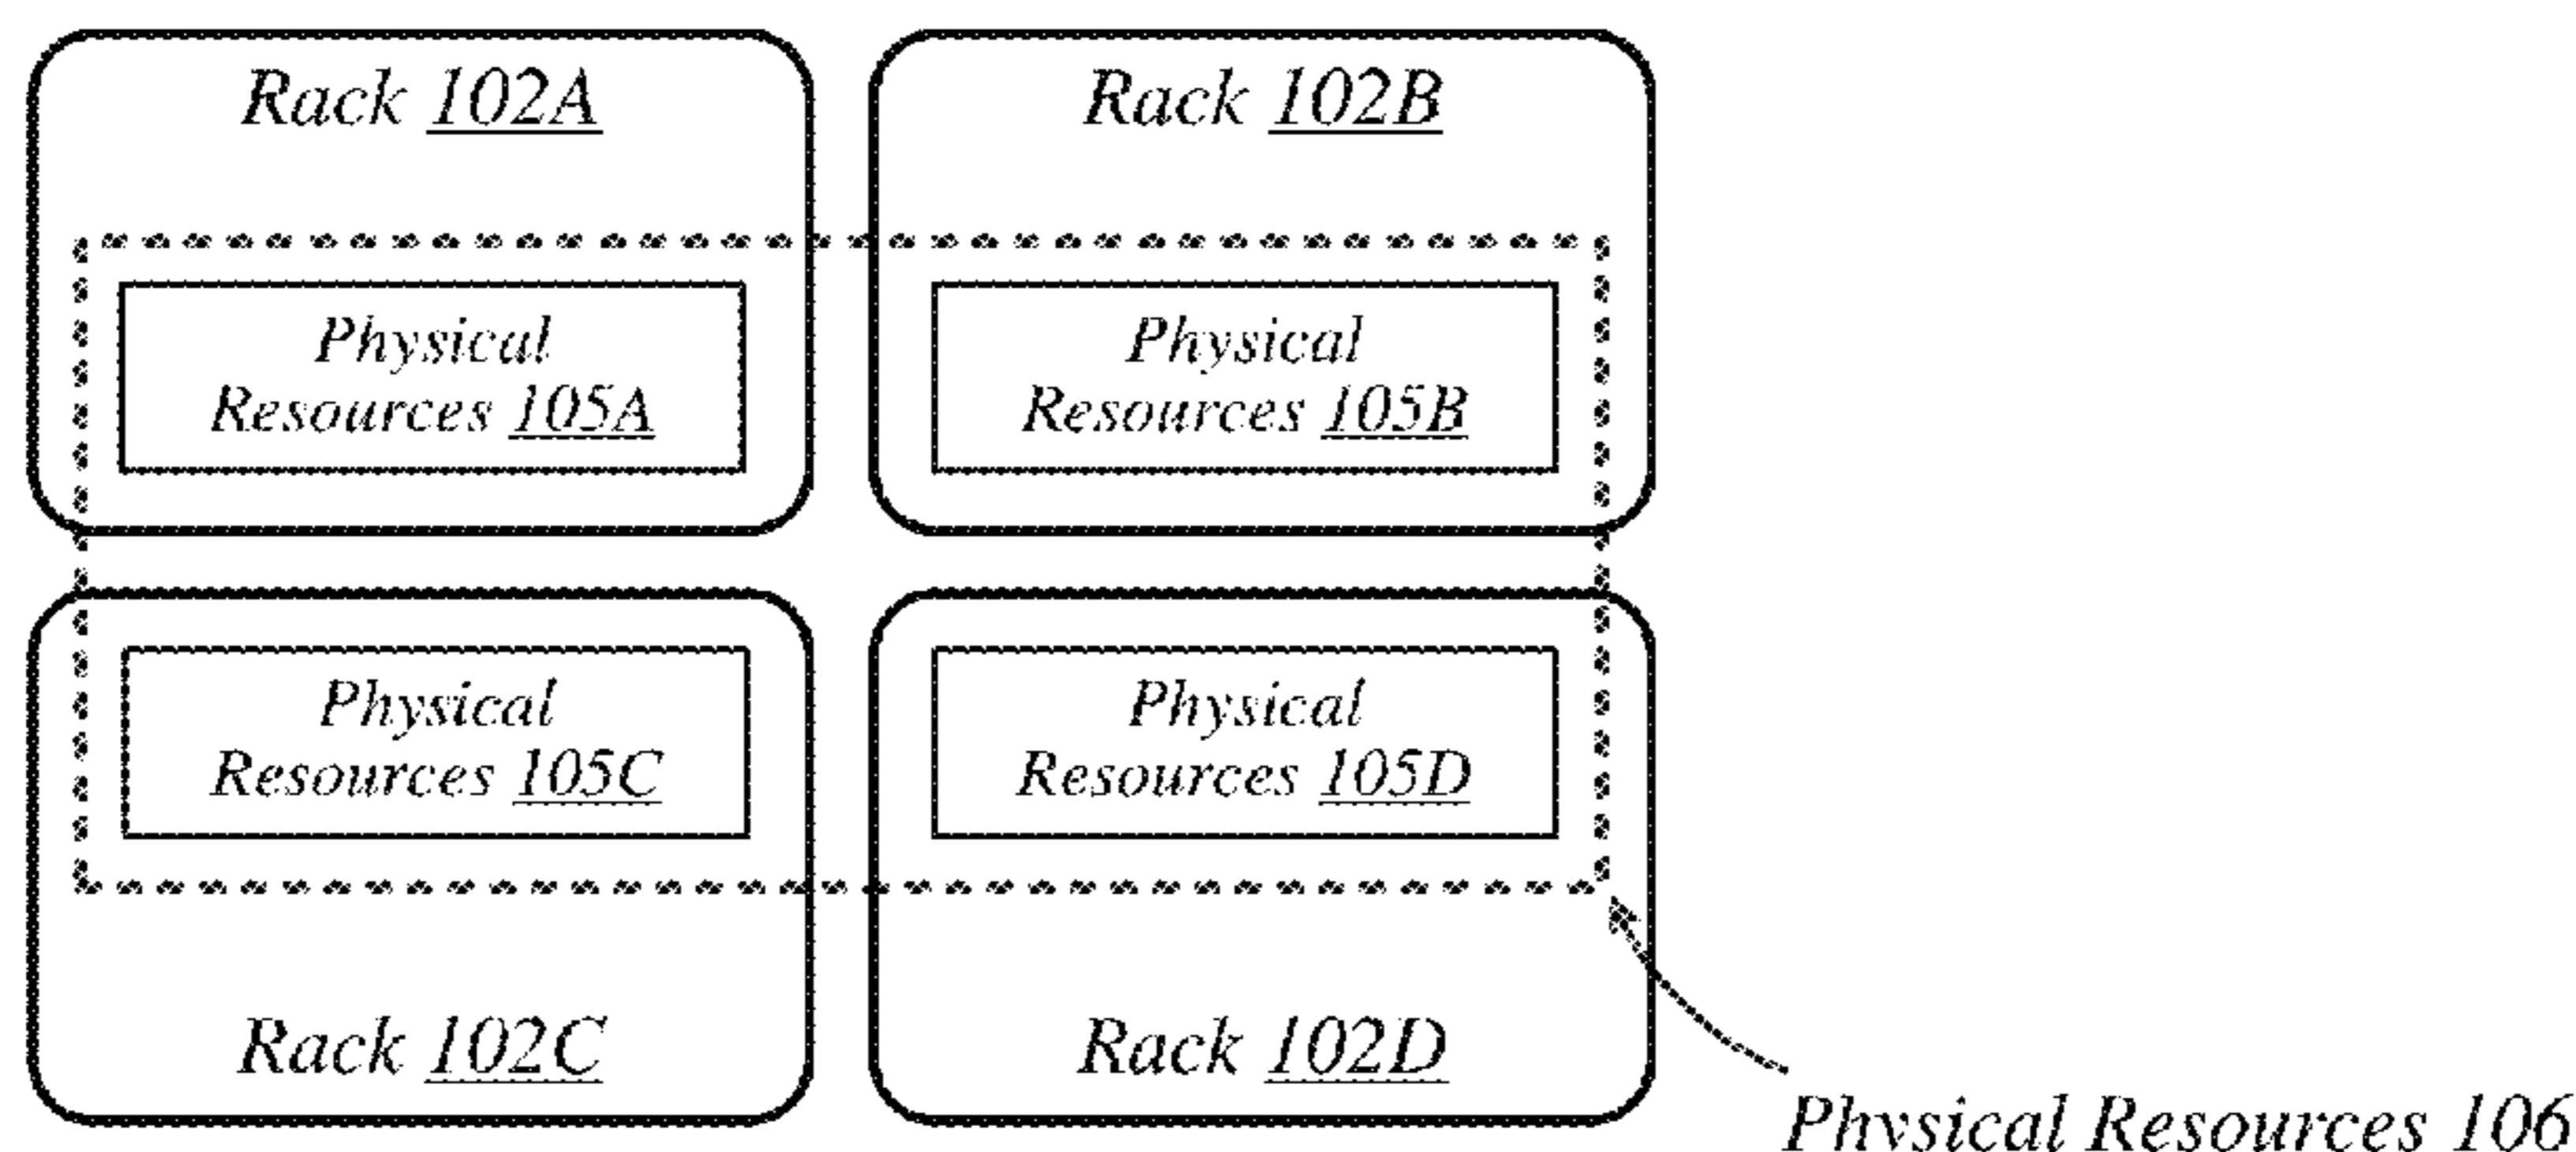 Rack 102A
Rack 102B
Physical
Resources 105A
Physical
Resources 105B
Physical
Resources 105C
Physical
Resources 105D
Rack 102C
Rack 102D
Physical Resources 106